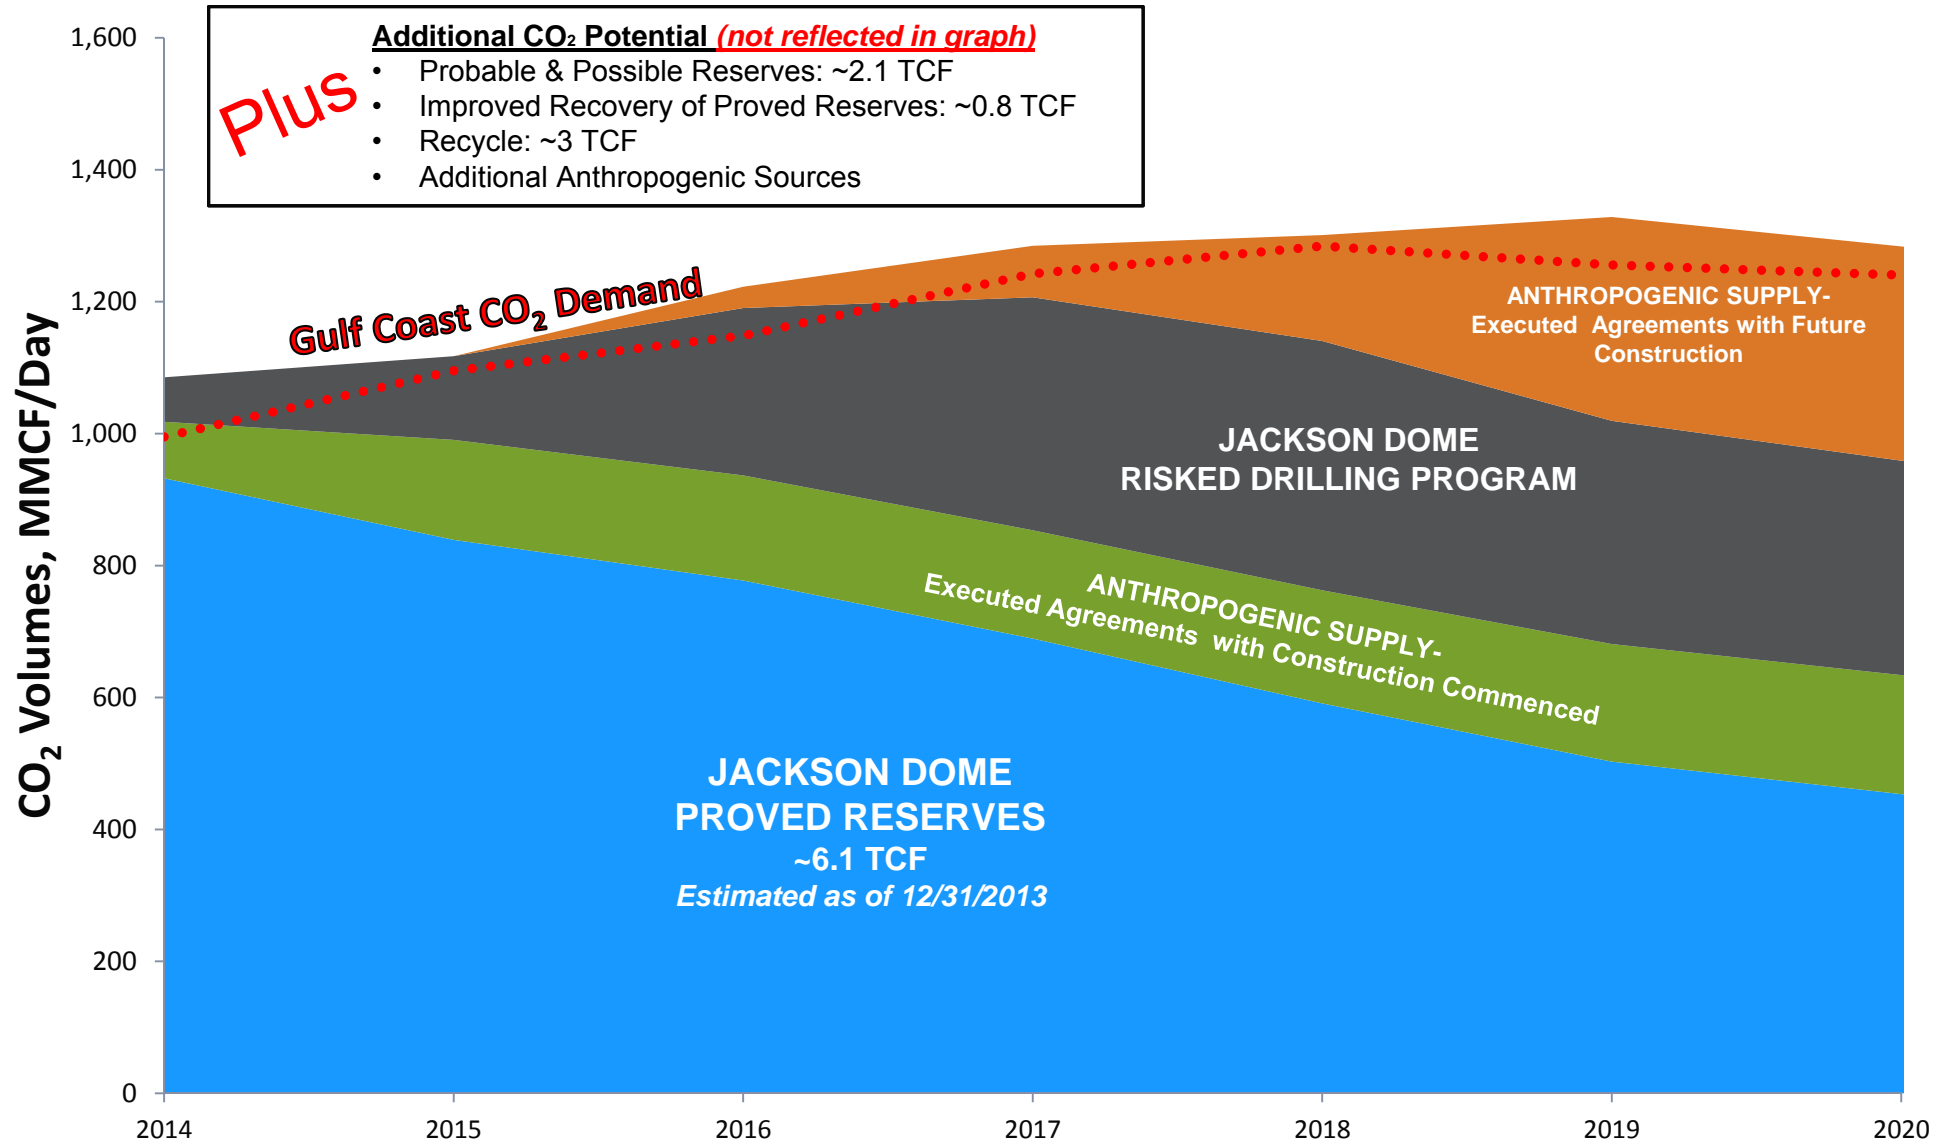 Plus
Additional CO₂ Potential (not reflected in graph)
• Probable & Possible Reserves: ~2.1 TCF
• Improved Recovery of Proved Reserves: ~0.8 TCF
• Recycle: ~3 TCF
• Additional Anthropogenic Sources
CO₂ Volumes, MMCF/Day
1,600
1,400
1,200
1,000
800
600
400
200
0
Gulf Coast CO₂ Demand
ANTHROPOGENIC SUPPLY-
Executed Agreements with Future
Construction
JACKSON DOME
RISKED DRILLING PROGRAM
ANTHROPOGENIC SUPPLY-
Executed Agreements with Construction Commenced
JACKSON DOME
PROVED RESERVES
~6.1 TCF
Estimated as of 12/31/2013
2014
2015
2016
2017
2018
2019
2020